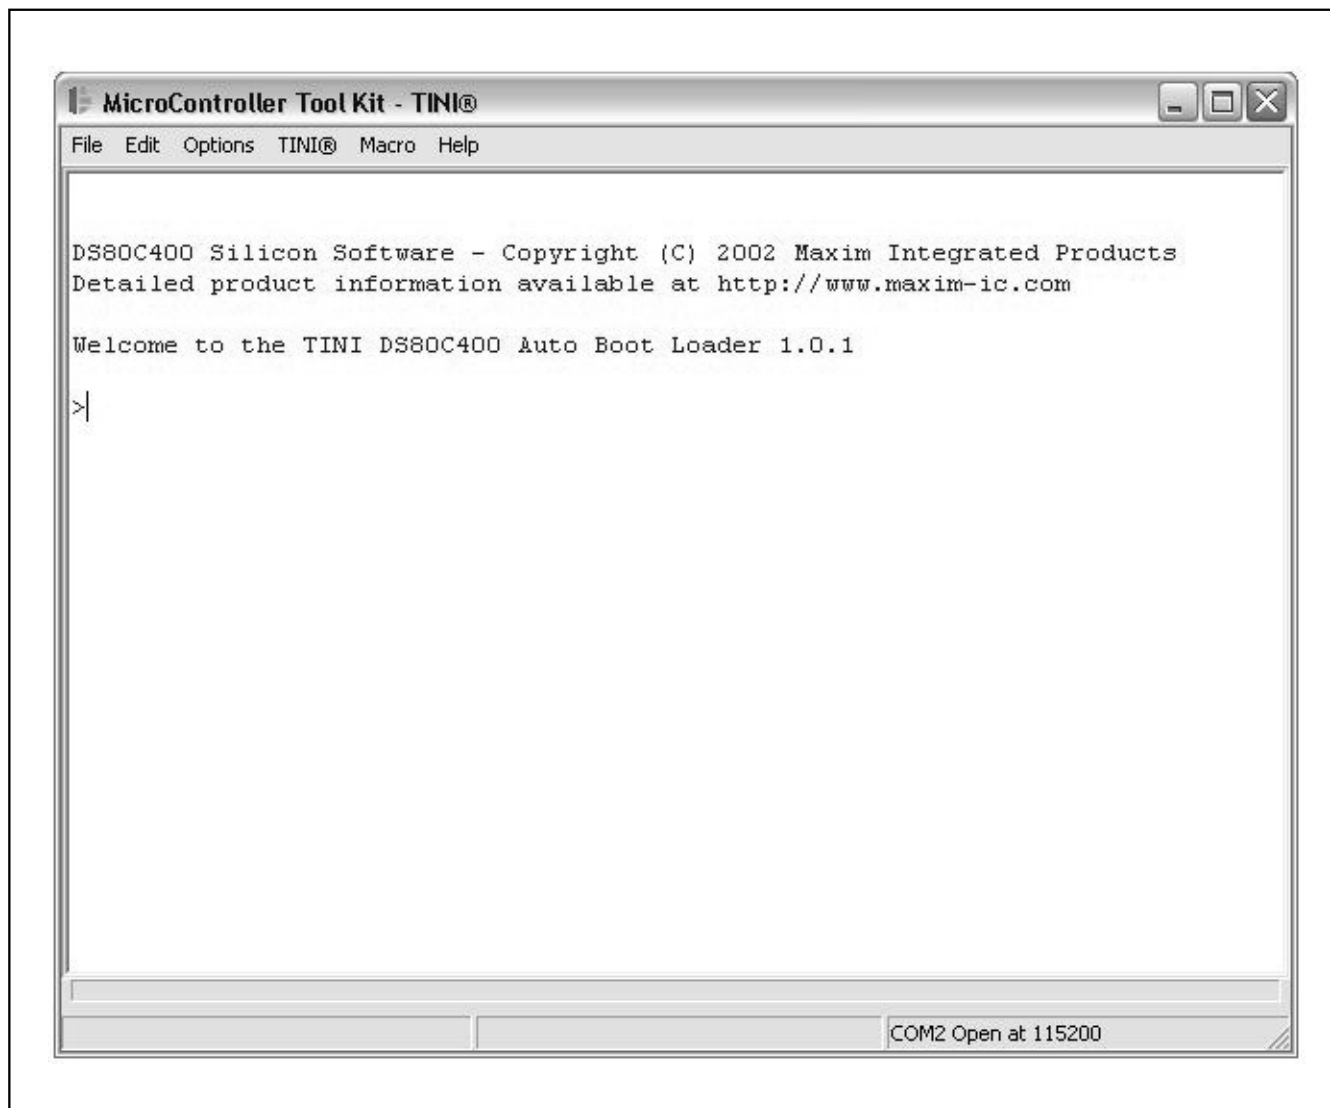 MicroController Tool Kit - TINI®
File Edit Options TINI® Macro Help
DS80C400 Silicon Software - Copyright (C) 2002 Maxim Integrated Products
Detailed product information available at http://www.maxim-ic.com
Welcome to the TINI DS80C400 Auto Boot Loader 1.0.1
>
COM2 Open at 115200